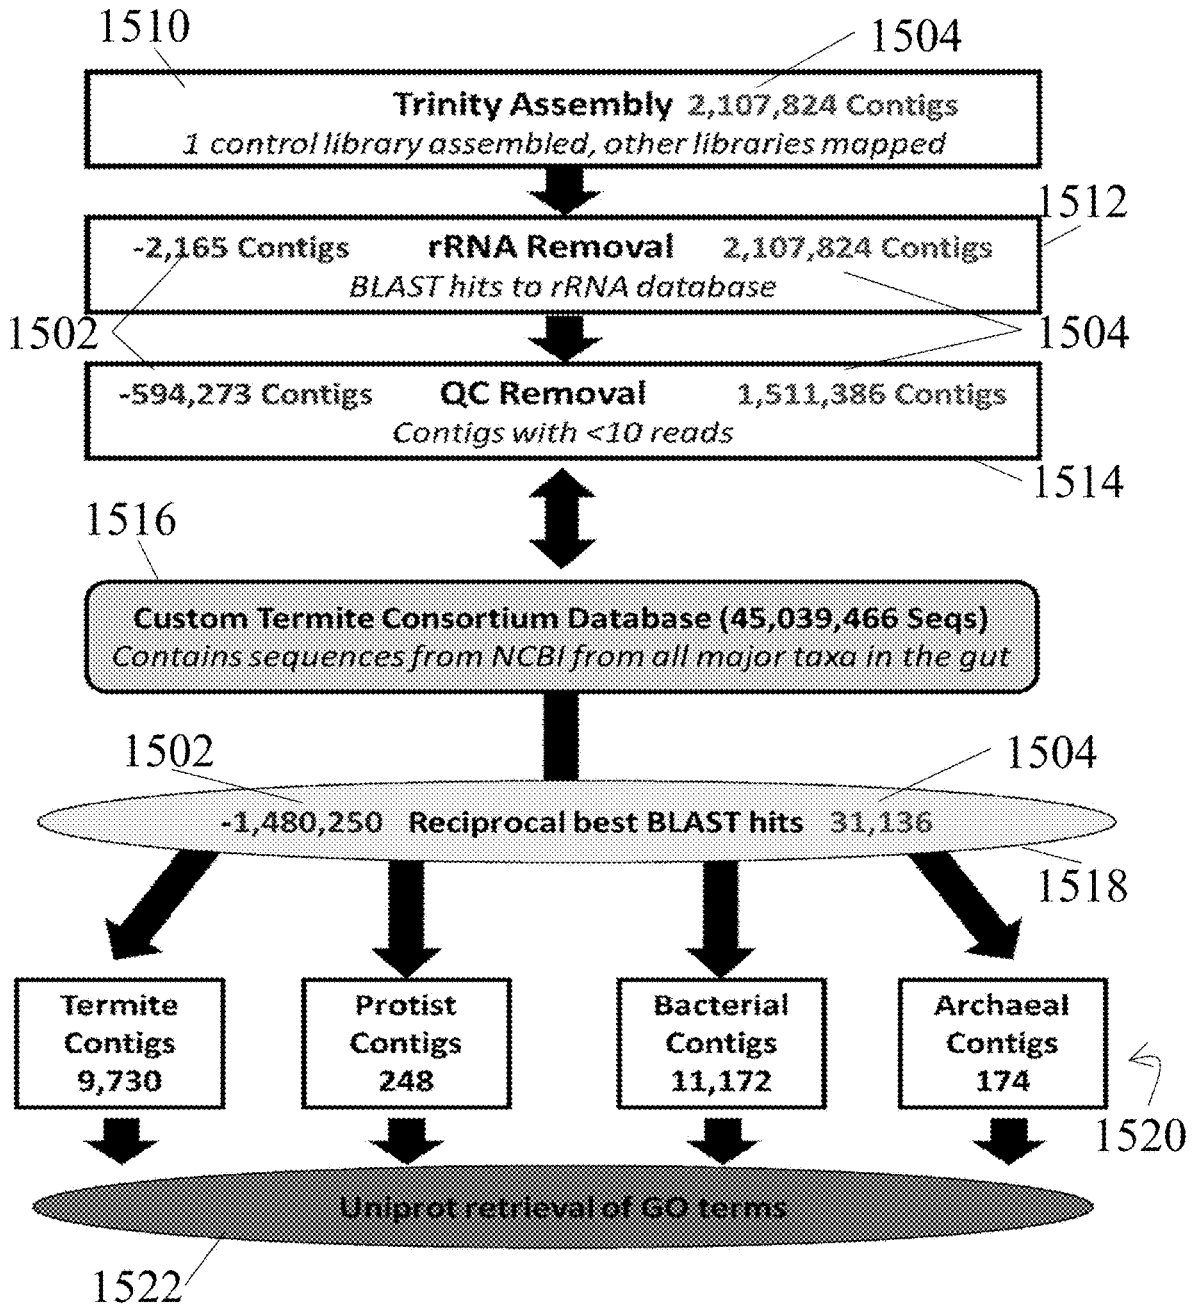 1510
1504
Trinity Assembly 2,107,824 Contigs
1 control library assembled, other libraries mapped
1512
-2,165 Contigs rRNA Removal 2,107,824 Contigs
BLAST hits to rRNA database
1502
1504
-594,273 Contigs QC Removal 1,511,386 Contigs
Contigs with <10 reads
1514
1516
Custom Termite Consortium Database (45,039,466 Seqs)
Contains sequences from NCBI from all major taxa in the gut
1502
1504
-1,480,250 Reciprocal best BLAST hits 31,136
1518
Termite
Contigs
9,730
Protist
Contigs
248
Bacterial
Contigs
11,172
Archaeal
Contigs
174
1520
Uniprot retrieval of GO terms
1522